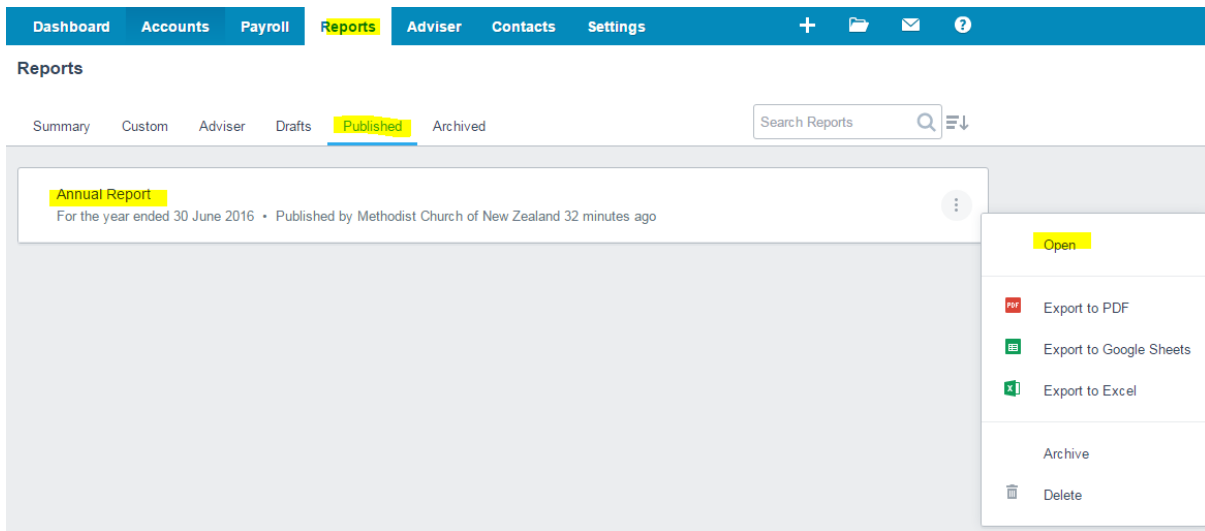 Dashboard Accounts Payroll Reports Adviser Contacts Settings
Reports
Summary Custom Adviser Drafts Published Archived Search Reports
Annual Report
For the year ended 30 June 2016 • Published by Methodist Church of New Zealand 32 minutes ago
Open
PDF Export to PDF
Export to Google Sheets
Export to Excel
Archive
Delete